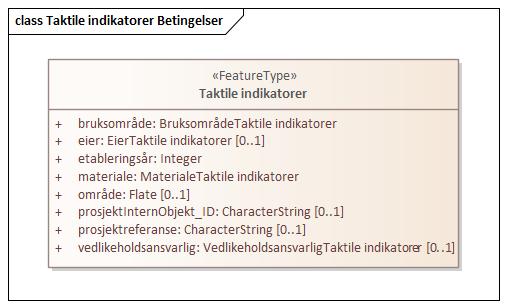 class Taktile indikatorer Betingelser
«FeatureType»
Taktile indikatorer
+ bruksområde: BruksområdeTaktile indikatorer
+ eier: EierTaktile indikatorer [0..1]
+ etableringsår: Integer
+ materiale: MaterialeTaktile indikatorer
+ område: Flate [0..1]
+ prosjektInternObjekt_ID: CharacterString [0..1]
+ prosjektreferanse: CharacterString [0..1]
+ vedlikeholdsansvarlig: VedlikeholdsansvarligTaktile indikatorer [0..1]